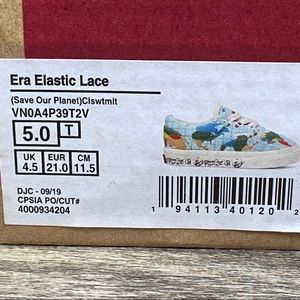 Era Elastic Lace
(Save Our Planet)Clswtmlt
VN0A4P39T2V
5.0 T
UK EUR CM
4.5 21.0 11.5
DJC - 09/19
CPSIA PO/CUT#
4000934204
1 94113 40120 2